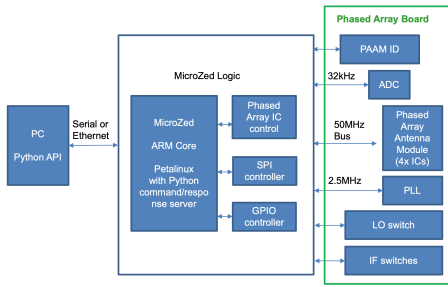 Phased Array Board
PAAM ID
MicroZed Logic
32kHz
ADC
Serial or
Ethernet
PC
Python API
MicroZed
ARM Core
Petalinux
with Python
command/respo
nse server
Phased
Array IC
control
SPI
controller
GPIO
controller
50MHz
Bus
Phased
Array
Antenna
Module
(4x ICs)
2.5MHz
PLL
LO switch
IF switches